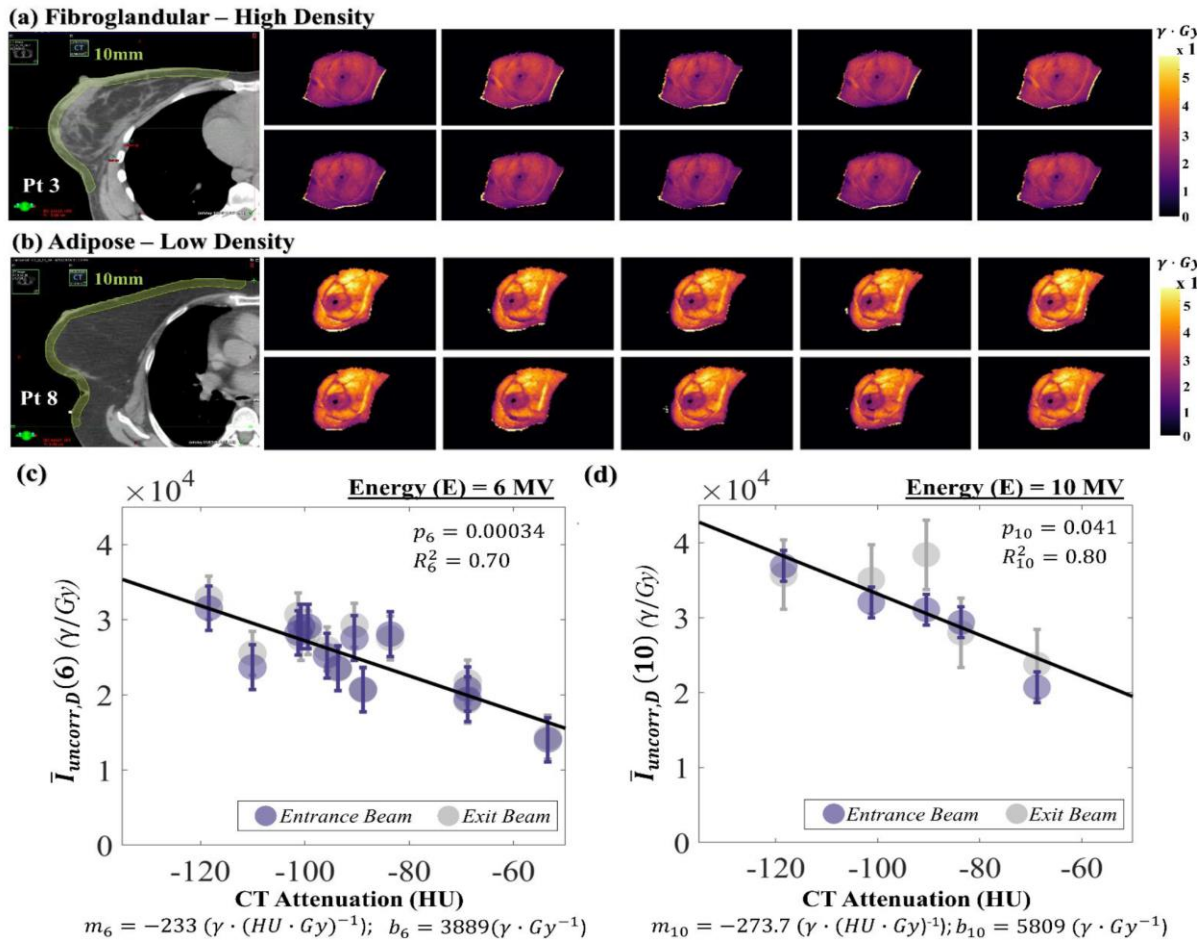 (a) Fibroglandular – High Density
10mm
CT
Pt 3
γ · Gy
x 1
5
4
3
2
1
0
(b) Adipose – Low Density
10mm
CT
Pt 8
γ · Gy
x 1
5
4
3
2
1
0
(c)
×10⁴
Energy (E) = 6 MV
p₆ = 0.00034
R₆² = 0.70
4
3
2
1
0
Ī_uncorr,D (6) (γ/Gy)
Entrance Beam
Exit Beam
-120
-100
-80
-60
CT Attenuation (HU)
m₆ = −233 (γ · (HU · Gy)⁻¹); b₆ = 3889(γ · Gy⁻¹)
(d)
×10⁴
Energy (E) = 10 MV
p₁₀ = 0.041
R₁₀² = 0.80
4
3
2
1
0
Ī_uncorr,D (10) (γ/Gy)
Entrance Beam
Exit Beam
-120
-100
-80
-60
CT Attenuation (HU)
m₁₀ = −273.7 (γ · (HU · Gy)⁻¹); b₁₀ = 5809 (γ · Gy⁻¹)